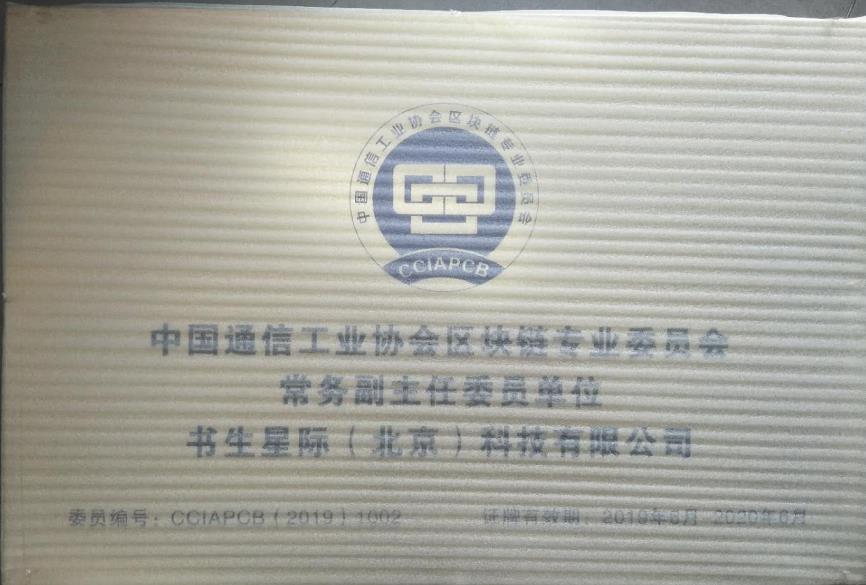 中国通信工业协会区块链专业委员会
CCIAPCB
中国通信工业协会区块链专业委员会
常务副主任委员单位
书生星际（北京）科技有限公司
委员编号：CCIAPCB（2019）1002 证牌有效期：2019年6月-2020年6月